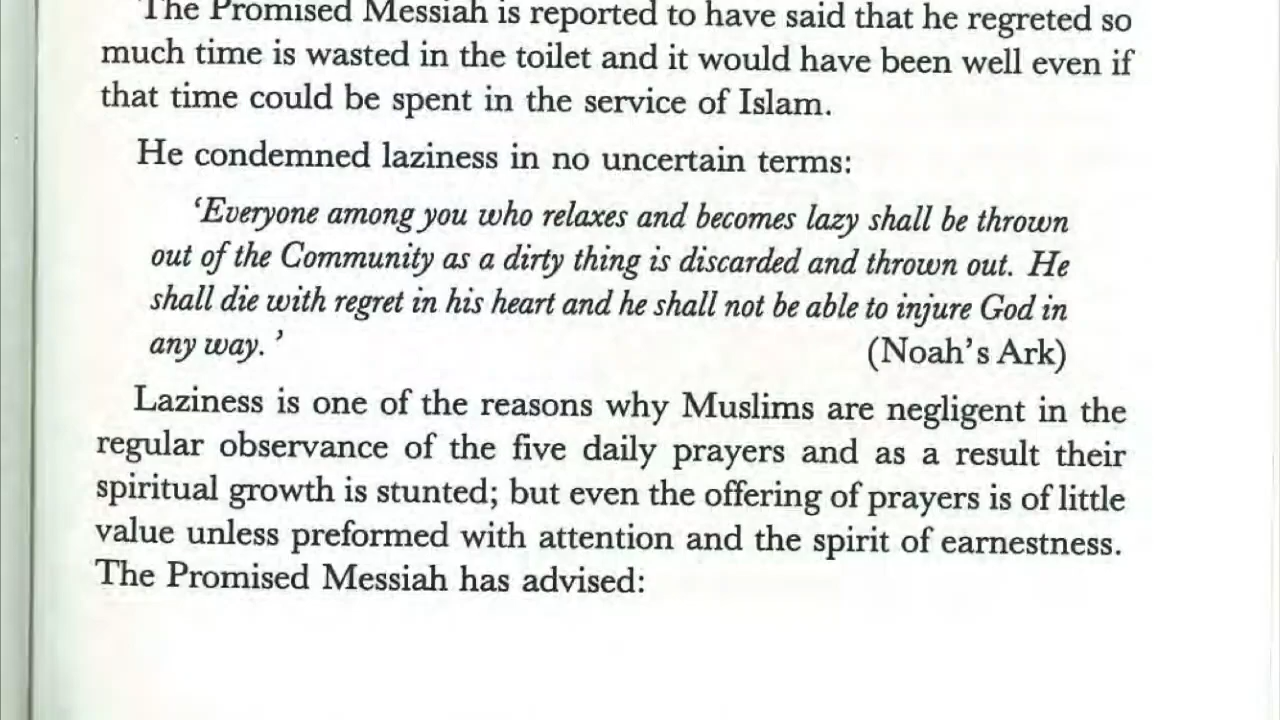 The Promised Messiah is reported to have said that he regretted so
much time is wasted in the toilet and it would have been well even if
that time could be spent in the service of Islam.
He condemned laziness in no uncertain terms:
‘Everyone among you who relaxes and becomes lazy shall be thrown
out of the Community as a dirty thing is discarded and thrown out. He
shall die with regret in his heart and he shall not be able to injure God in
any way. ’ (Noah’s Ark)
Laziness is one of the reasons why Muslims are negligent in the
regular observance of the five daily prayers and as a result their
spiritual growth is stunted; but even the offering of prayers is of little
value unless preformed with attention and the spirit of earnestness.
The Promised Messiah has advised: